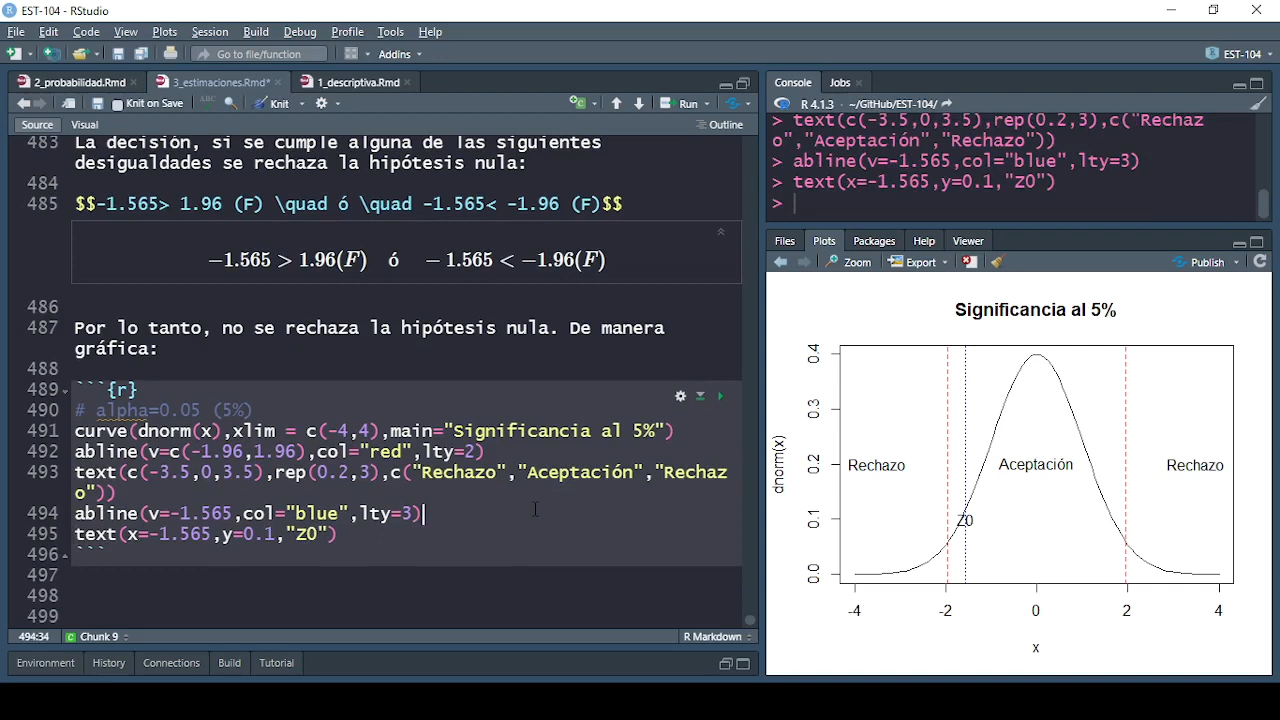 EST-104 - RStudio
File Edit Code View Plots Session Build Debug Profile Tools Help
Go to file/function Addins EST-104
2_probabilidad.Rmd 3_estimaciones.Rmd* 1_descriptiva.Rmd
Knit on Save ABC Knit Run
Source Visual Outline
483 La decisión, si se cumple alguna de las siguientes
desigualdades se rechaza la hipótesis nula:
484
485 $$-1.565> 1.96 (F) \quad ó \quad -1.565< -1.96 (F)$$
−1.565 > 1.96(F) ó − 1.565 < −1.96(F)
486
487 Por lo tanto, no se rechaza la hipótesis nula. De manera
gráfica:
488
489 ```{r}
490 # alpha=0.05 (5%)
491 curve(dnorm(x),xlim = c(-4,4),main="Significancia al 5%")
492 abline(v=c(-1.96,1.96),col="red",lty=2)
493 text(c(-3.5,0,3.5),rep(0.2,3),c("Rechazo","Aceptación","Rechaz
o"))
494 abline(v=-1.565,col="blue",lty=3)
495 text(x=-1.565,y=0.1,"Z0")
496 ```
497
498
499
494:34 Chunk 9 R Markdown
Environment History Connections Build Tutorial
Console Jobs
R 4.1.3 · ~/GitHub/EST-104/
> text(c(-3.5,0,3.5),rep(0.2,3),c("Rechaz
o","Aceptación","Rechazo"))
> abline(v=-1.565,col="blue",lty=3)
> text(x=-1.565,y=0.1,"Z0")
>
Files Plots Packages Help Viewer
Zoom Export Publish
Significancia al 5%
dnorm(x)
0.4
0.3
0.2
0.1
0.0
Rechazo Aceptación Rechazo
Z0
-4 -2 0 2 4
x